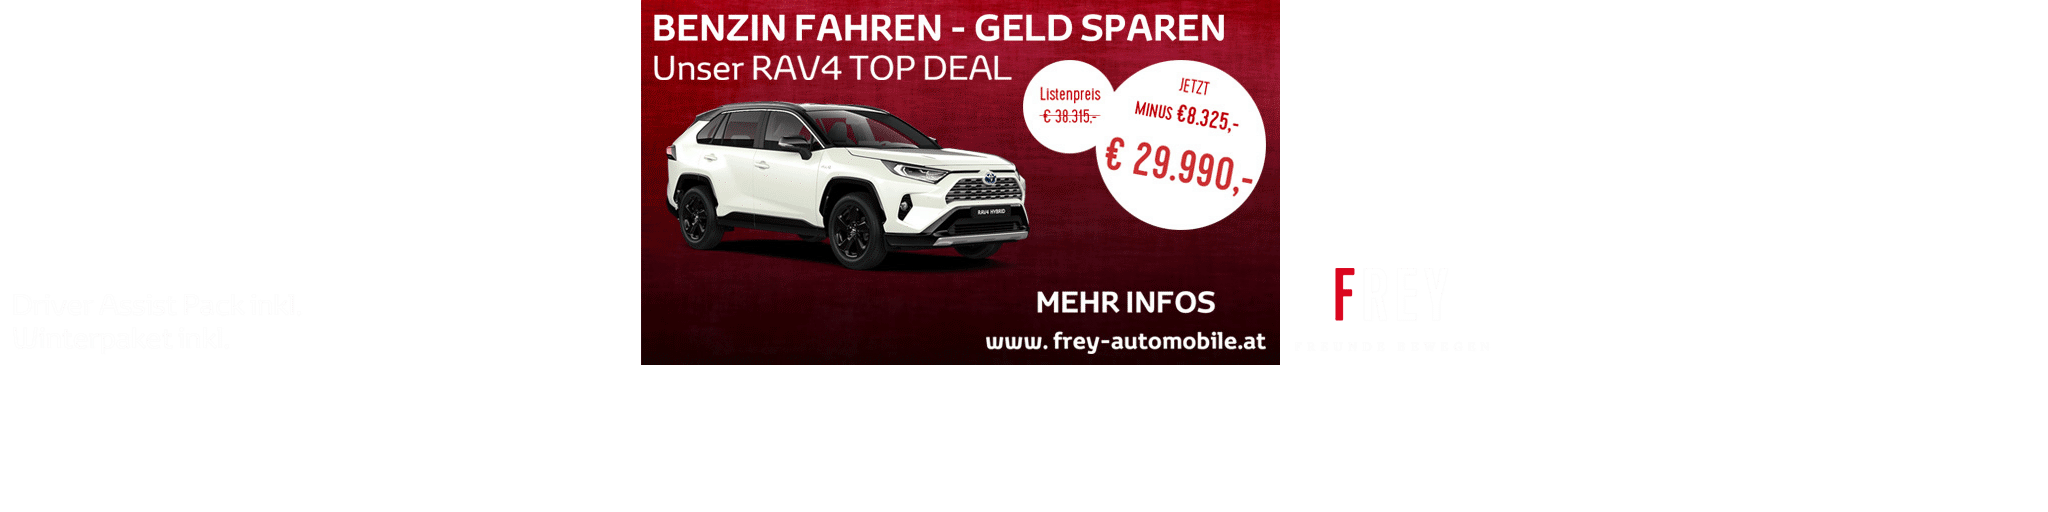 BENZIN FAHREN - GELD SPAREN
Unser RAV4 TOP DEAL
Listenpreis
€ 38.315,-
JETZT
MINUS €8.325,-
€ 29.990,-
RAV4 HYBRID
MEHR INFOS
www. frey-automobile.at
FREY